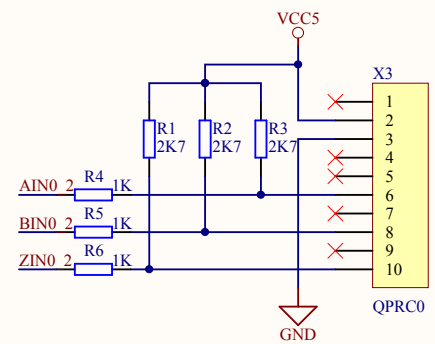 VCC5
X3
1
R1 R2 R3
2
2K7 2K7 2K7
3
4
R4
5
AIN0 2 1K
6
R5
7
BIN0 2 1K
8
R6
9
ZIN0 2 1K
10
QPRC0
GND